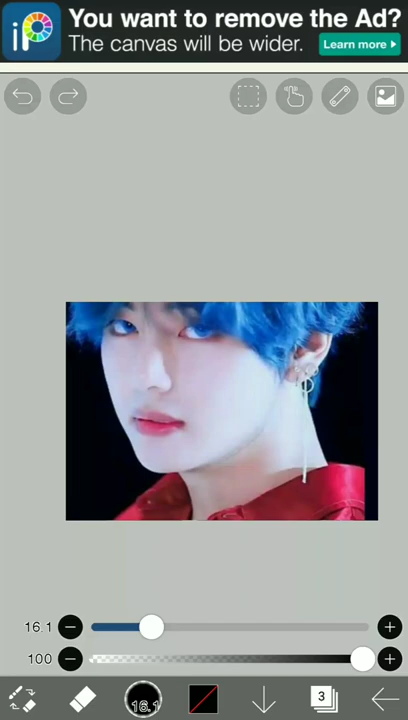 iP
You want to remove the Ad?
The canvas will be wider.
Learn more
16.1
100
16.1
3